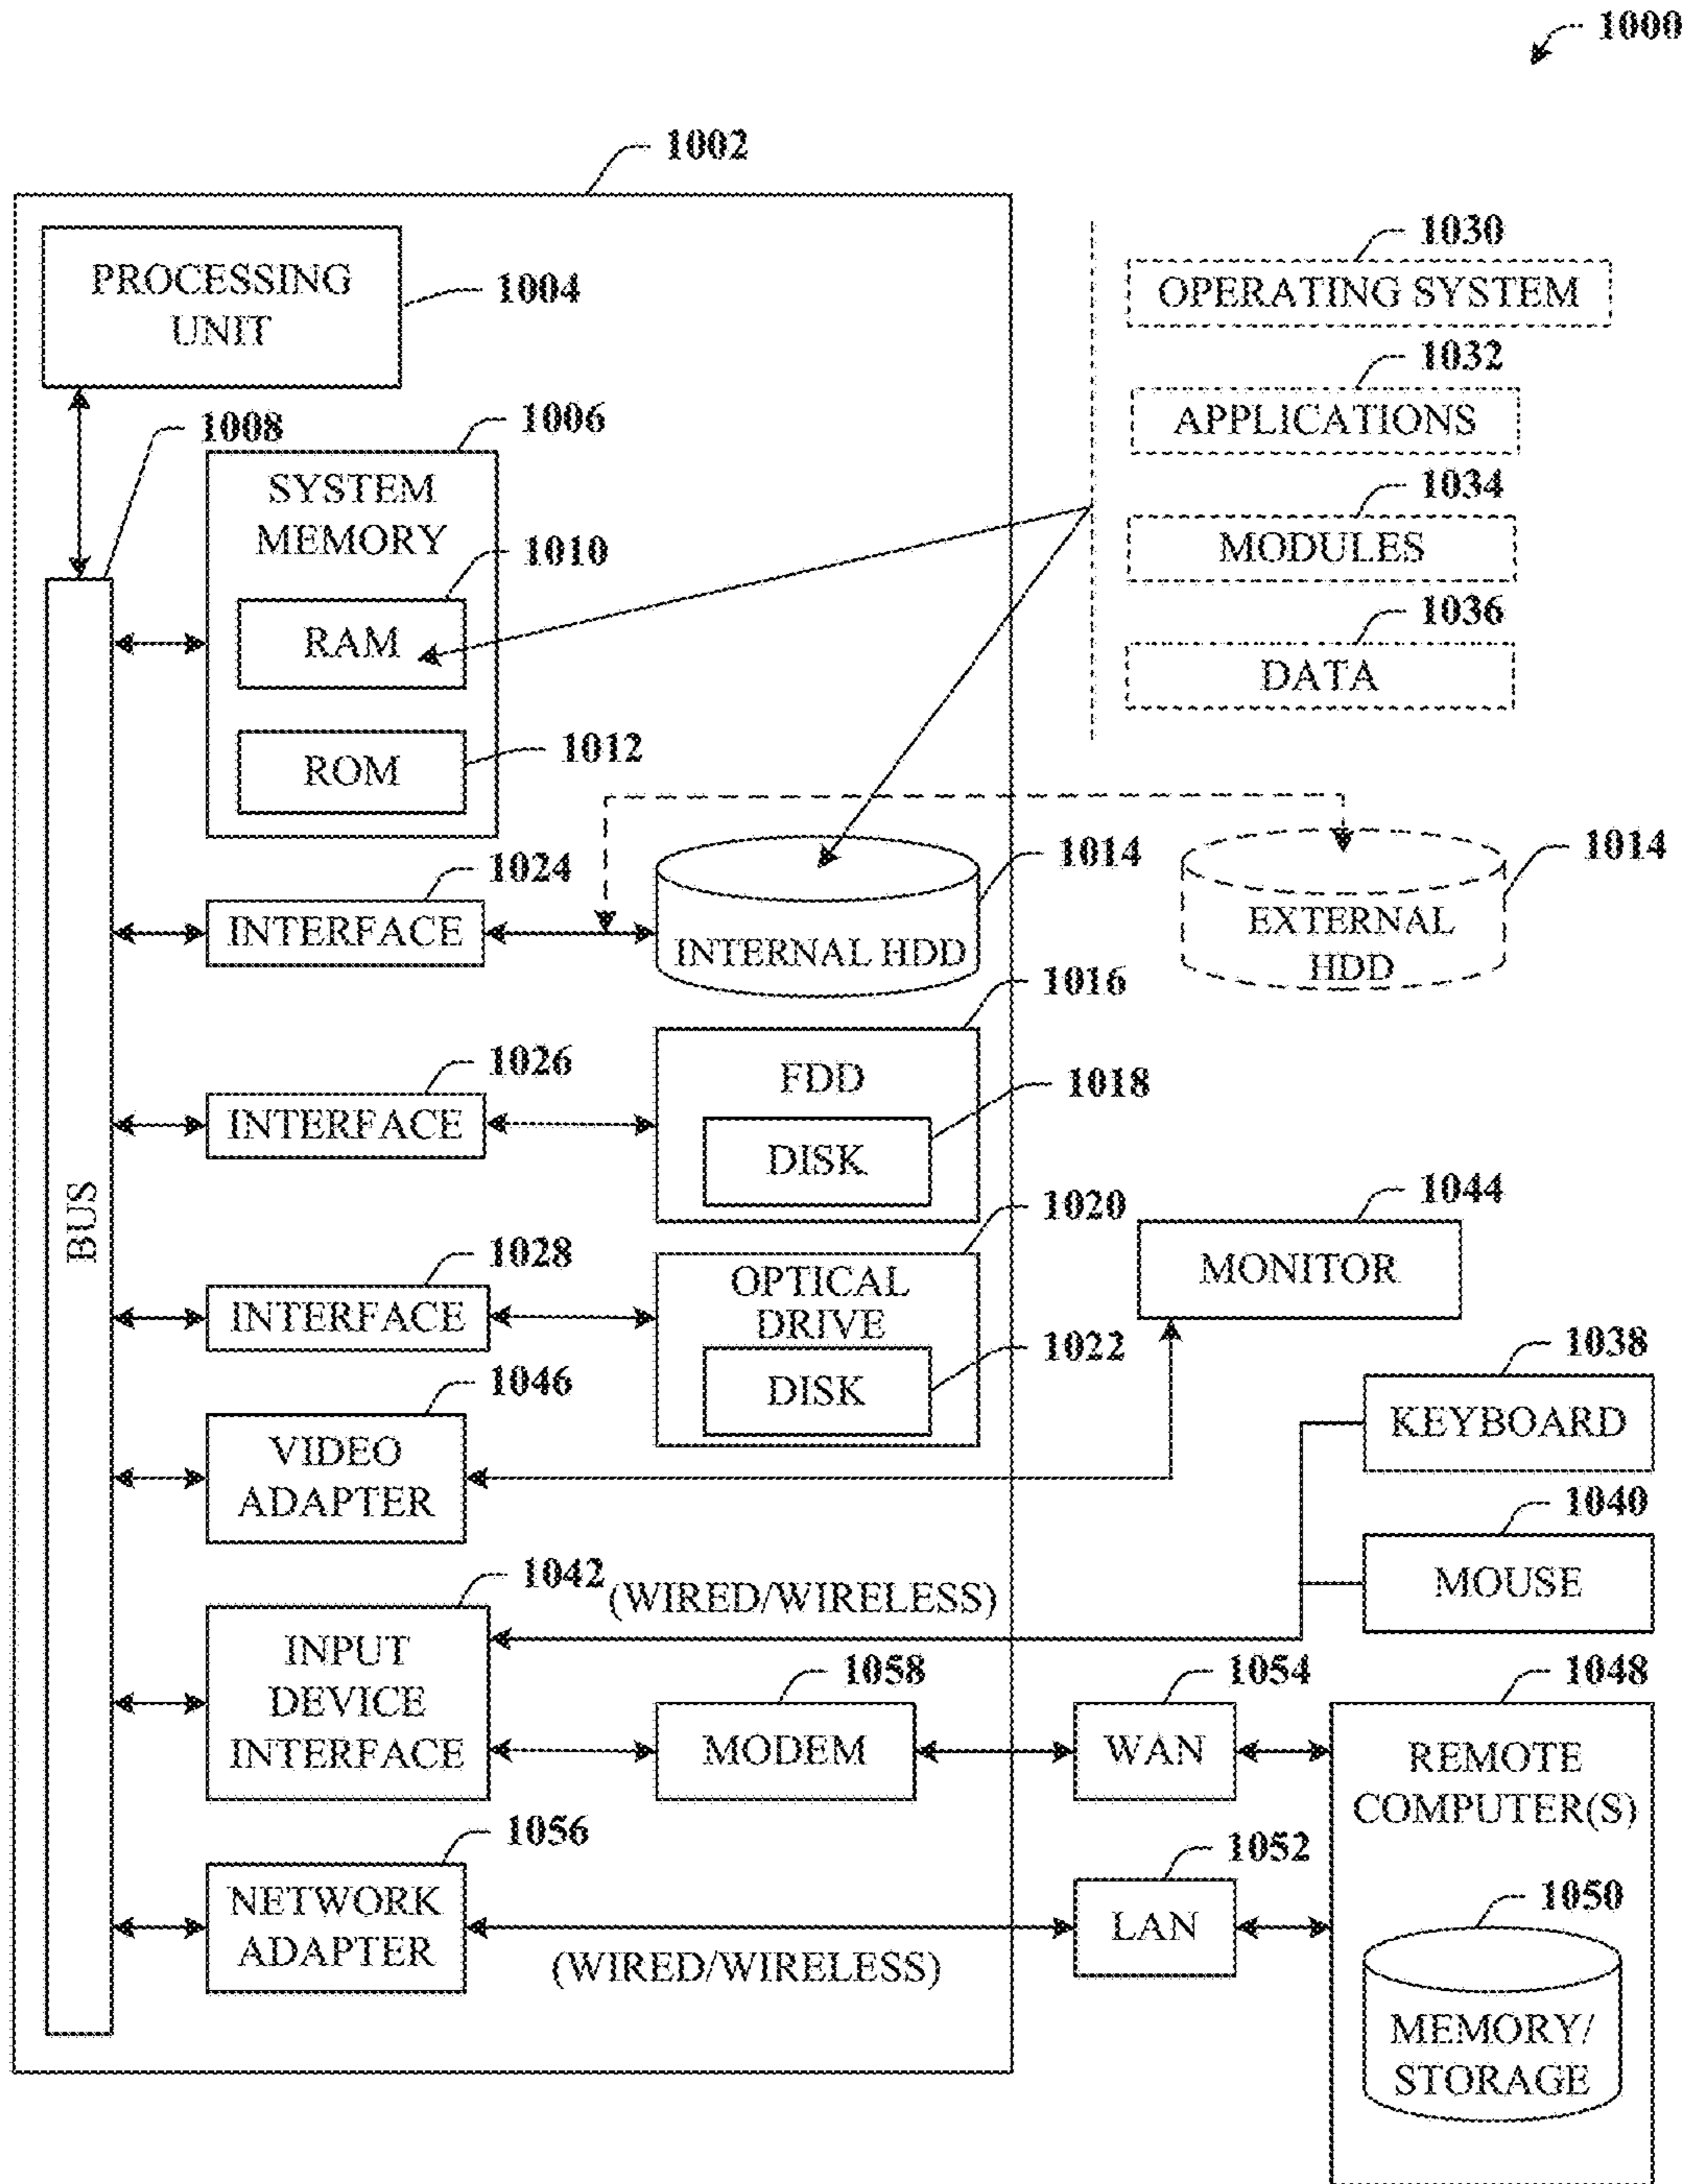 1000
1002
PROCESSING
UNIT
1004
1030
OPERATING SYSTEM
1032
APPLICATIONS
1034
MODULES
1036
DATA
1008
1006
SYSTEM
MEMORY
1010
RAM
1012
ROM
1024
INTERFACE
1014
INTERNAL HDD
1014
EXTERNAL
HDD
1016
FDD
1018
DISK
1026
INTERFACE
BUS
1020
OPTICAL
DRIVE
1022
DISK
1028
INTERFACE
1044
MONITOR
1046
VIDEO
ADAPTER
1038
KEYBOARD
1040
MOUSE
1042
(WIRED/WIRELESS)
INPUT
DEVICE
INTERFACE
1058
MODEM
1054
WAN
1048
REMOTE
COMPUTER(S)
1056
NETWORK
ADAPTER
(WIRED/WIRELESS)
1052
LAN
1050
MEMORY/
STORAGE